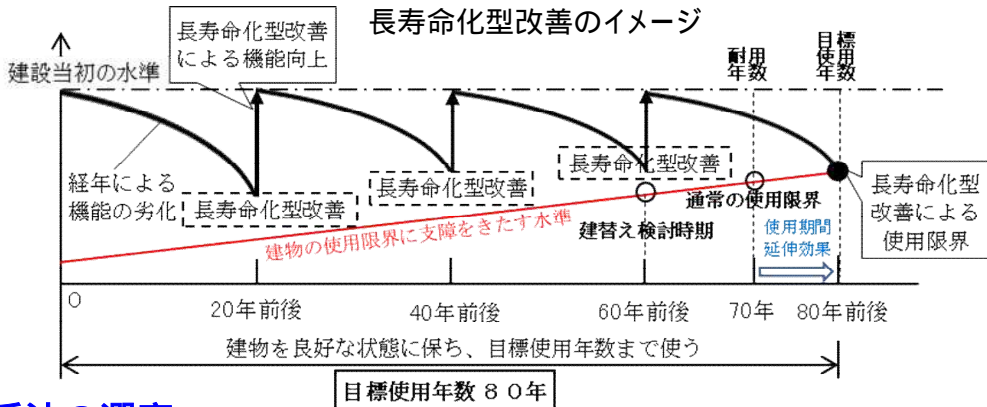 長寿命化型改善のイメージ
長寿命化型改善
による機能向上
建設当初の水準
耐用
年数
目標
使用
年数
経年による
機能の劣化
長寿命化型改善
長寿命化型改善
長寿命化型改善
建物の使用限界に支障をきたす水準
建替え検討時期
通常の使用限界
使用期間
延伸効果
長寿命化型
改善による
使用限界
0
20年前後
40年前後
60年前後
70年
80年前後
建物を良好な状態に保ち、目標使用年数まで使う
目標使用年数80年